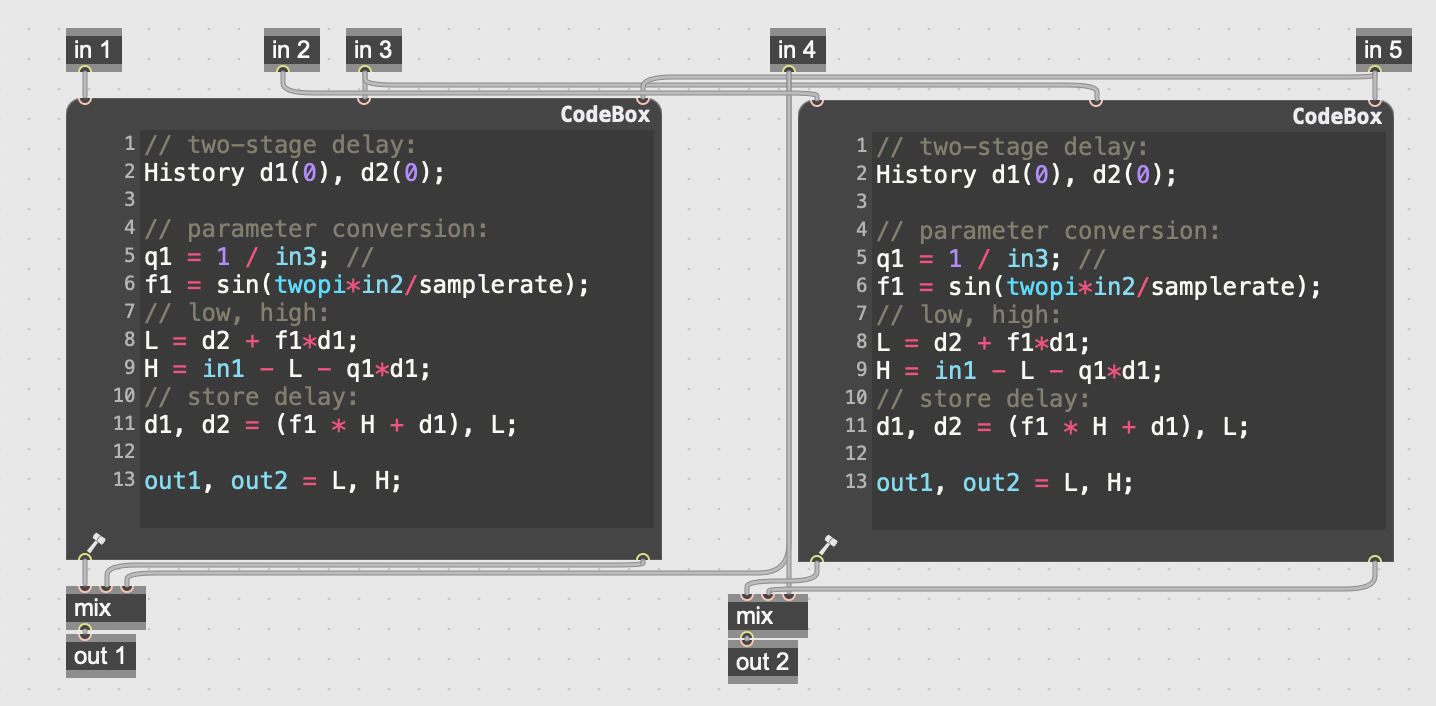 in 1
in 2
in 3
in 4
in 5
CodeBox
1 // two-stage delay:
2 History d1(0), d2(0);
3
4 // parameter conversion:
5 q1 = 1 / in3; //
6 f1 = sin(twopi*in2/samplerate);
7 // low, high:
8 L = d2 + f1*d1;
9 H = in1 - L - q1*d1;
10 // store delay:
11 d1, d2 = (f1 * H + d1), L;
12
13 out1, out2 = L, H;
mix
out 1
CodeBox
1 // two-stage delay:
2 History d1(0), d2(0);
3
4 // parameter conversion:
5 q1 = 1 / in3; //
6 f1 = sin(twopi*in2/samplerate);
7 // low, high:
8 L = d2 + f1*d1;
9 H = in1 - L - q1*d1;
10 // store delay:
11 d1, d2 = (f1 * H + d1), L;
12
13 out1, out2 = L, H;
mix
out 2